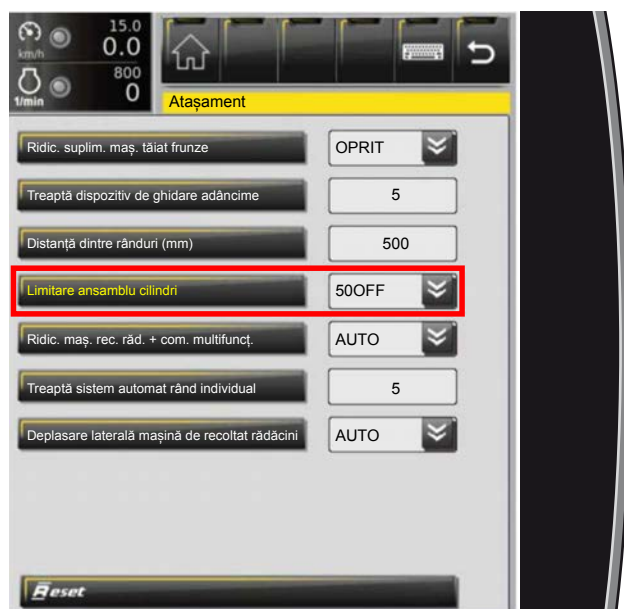 15.0
km/h 0.0
800
1/min 0
Atașament
Ridic. suplim. maș. tăiat frunze OPRIT
Treaptă dispozitiv de ghidare adâncime 5
Distanță dintre rânduri (mm) 500
Limitare ansamblu cilindri 50OFF
Ridic. maș. rec. răd. + com. multifuncț. AUTO
Treaptă sistem automat rând individual 5
Deplasare laterală mașină de recoltat rădăcini AUTO
Reset